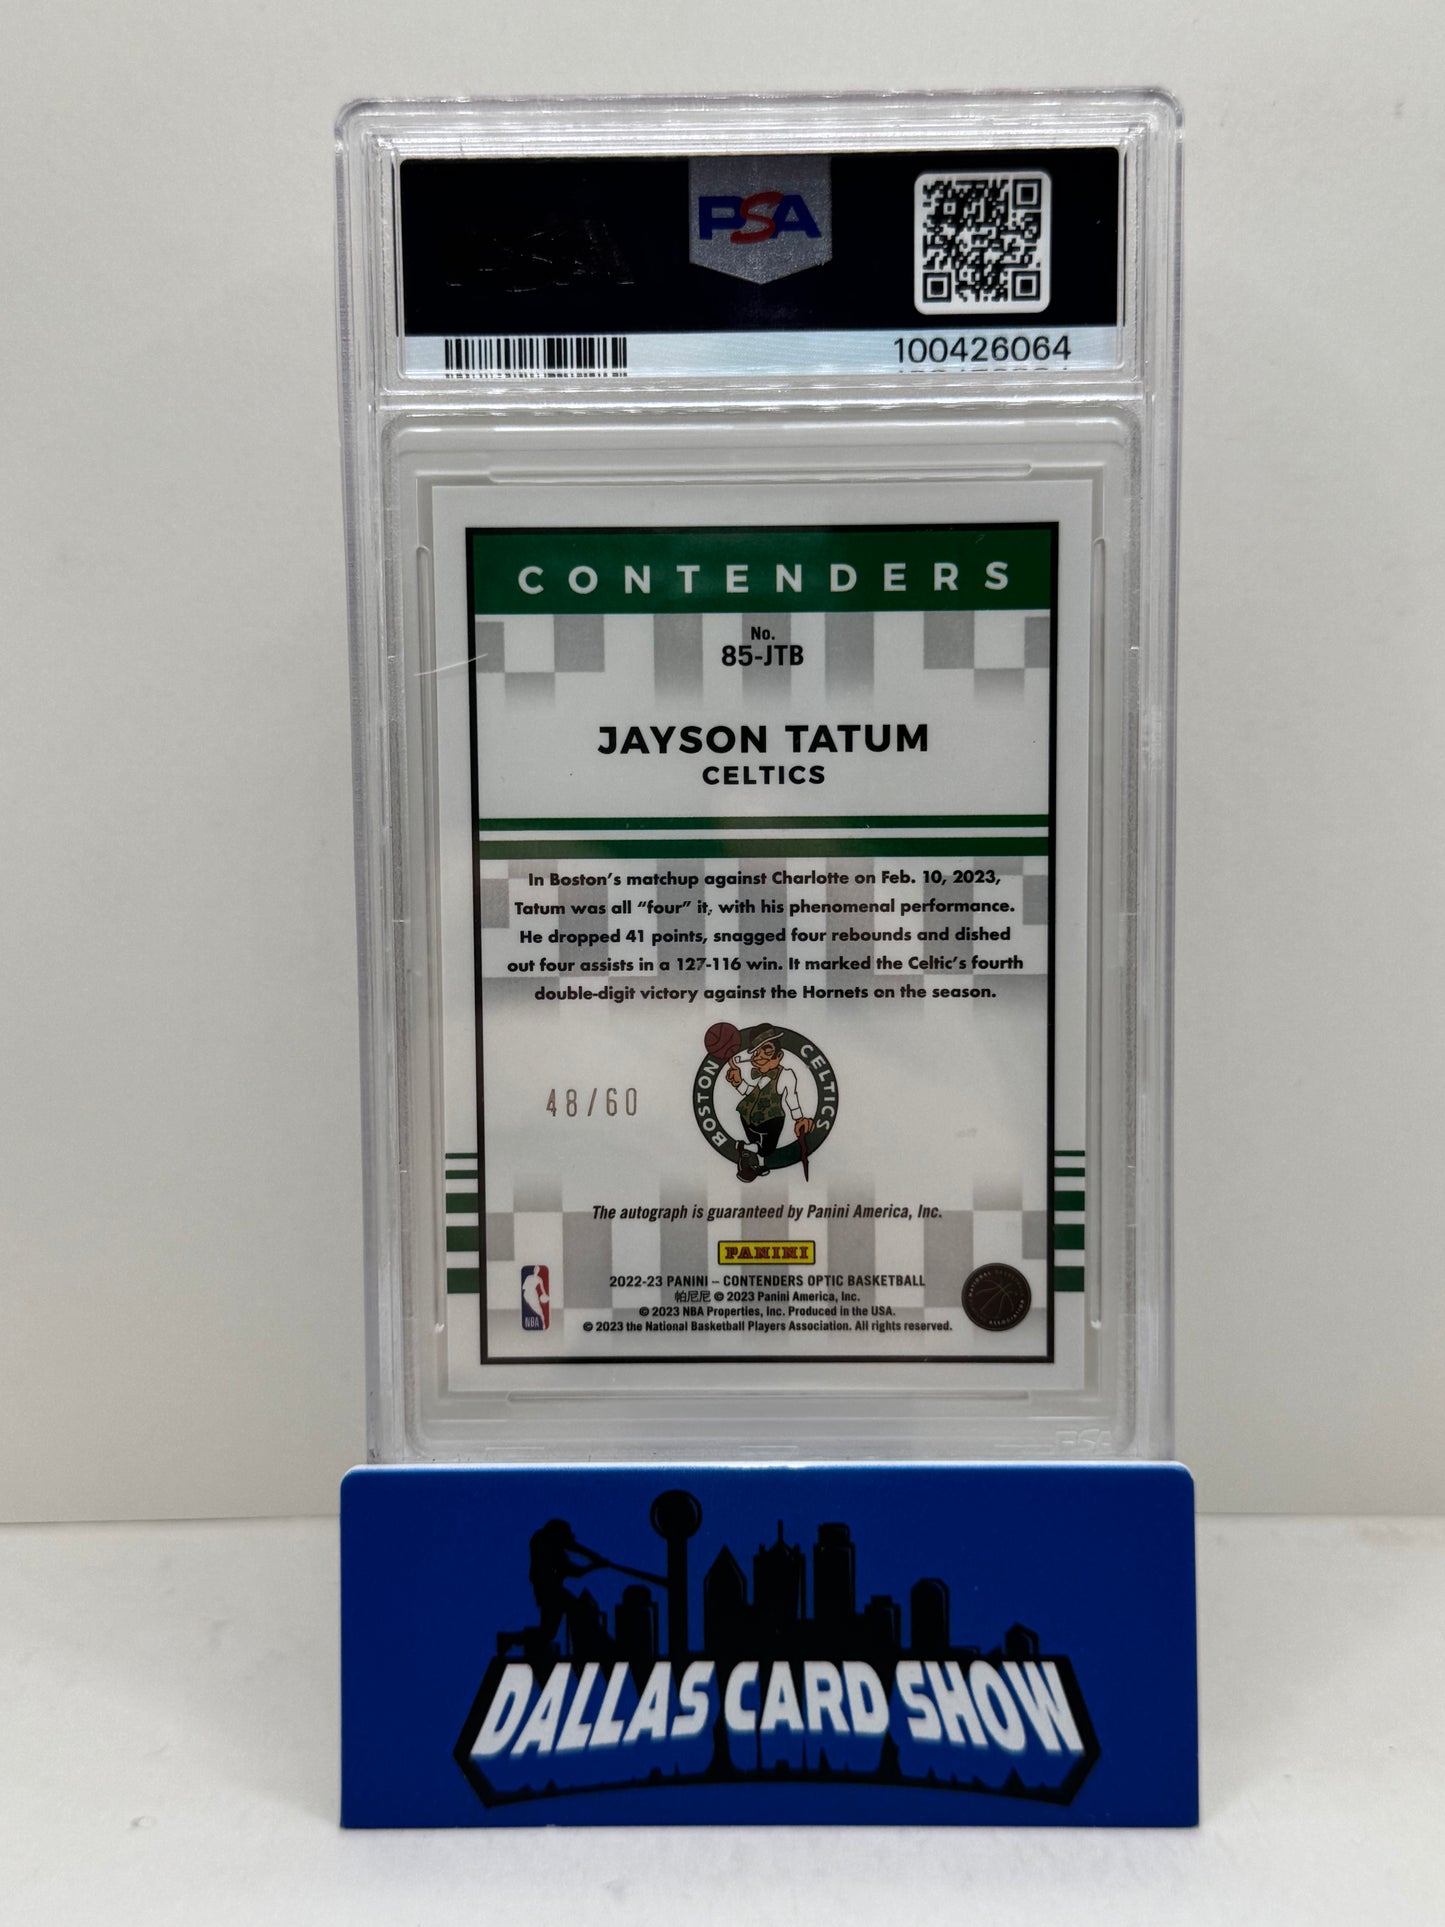 PSA
100426064
CONTENDERS
No.
85-JTB
JAYSON TATUM
CELTICS
In Boston's matchup against Charlotte on Feb. 10, 2023,
Tatum was all "four" it, with his phenomenal performance.
He dropped 41 points, snagged four rebounds and dished
out four assists in a 127-116 win. It marked the Celtic's fourth
double-digit victory against the Hornets on the season.
48/60
BOSTON CELTICS
The autograph is guaranteed by Panini America, Inc.
PANINI
2022-23 PANINI – CONTENDERS OPTIC BASKETBALL
帕尼尼 © 2023 Panini America, Inc.
© 2023 NBA Properties, Inc. Produced in the USA.
© 2023 the National Basketball Players Association. All rights reserved.
NBA
PSA
DALLAS CARD SHOW